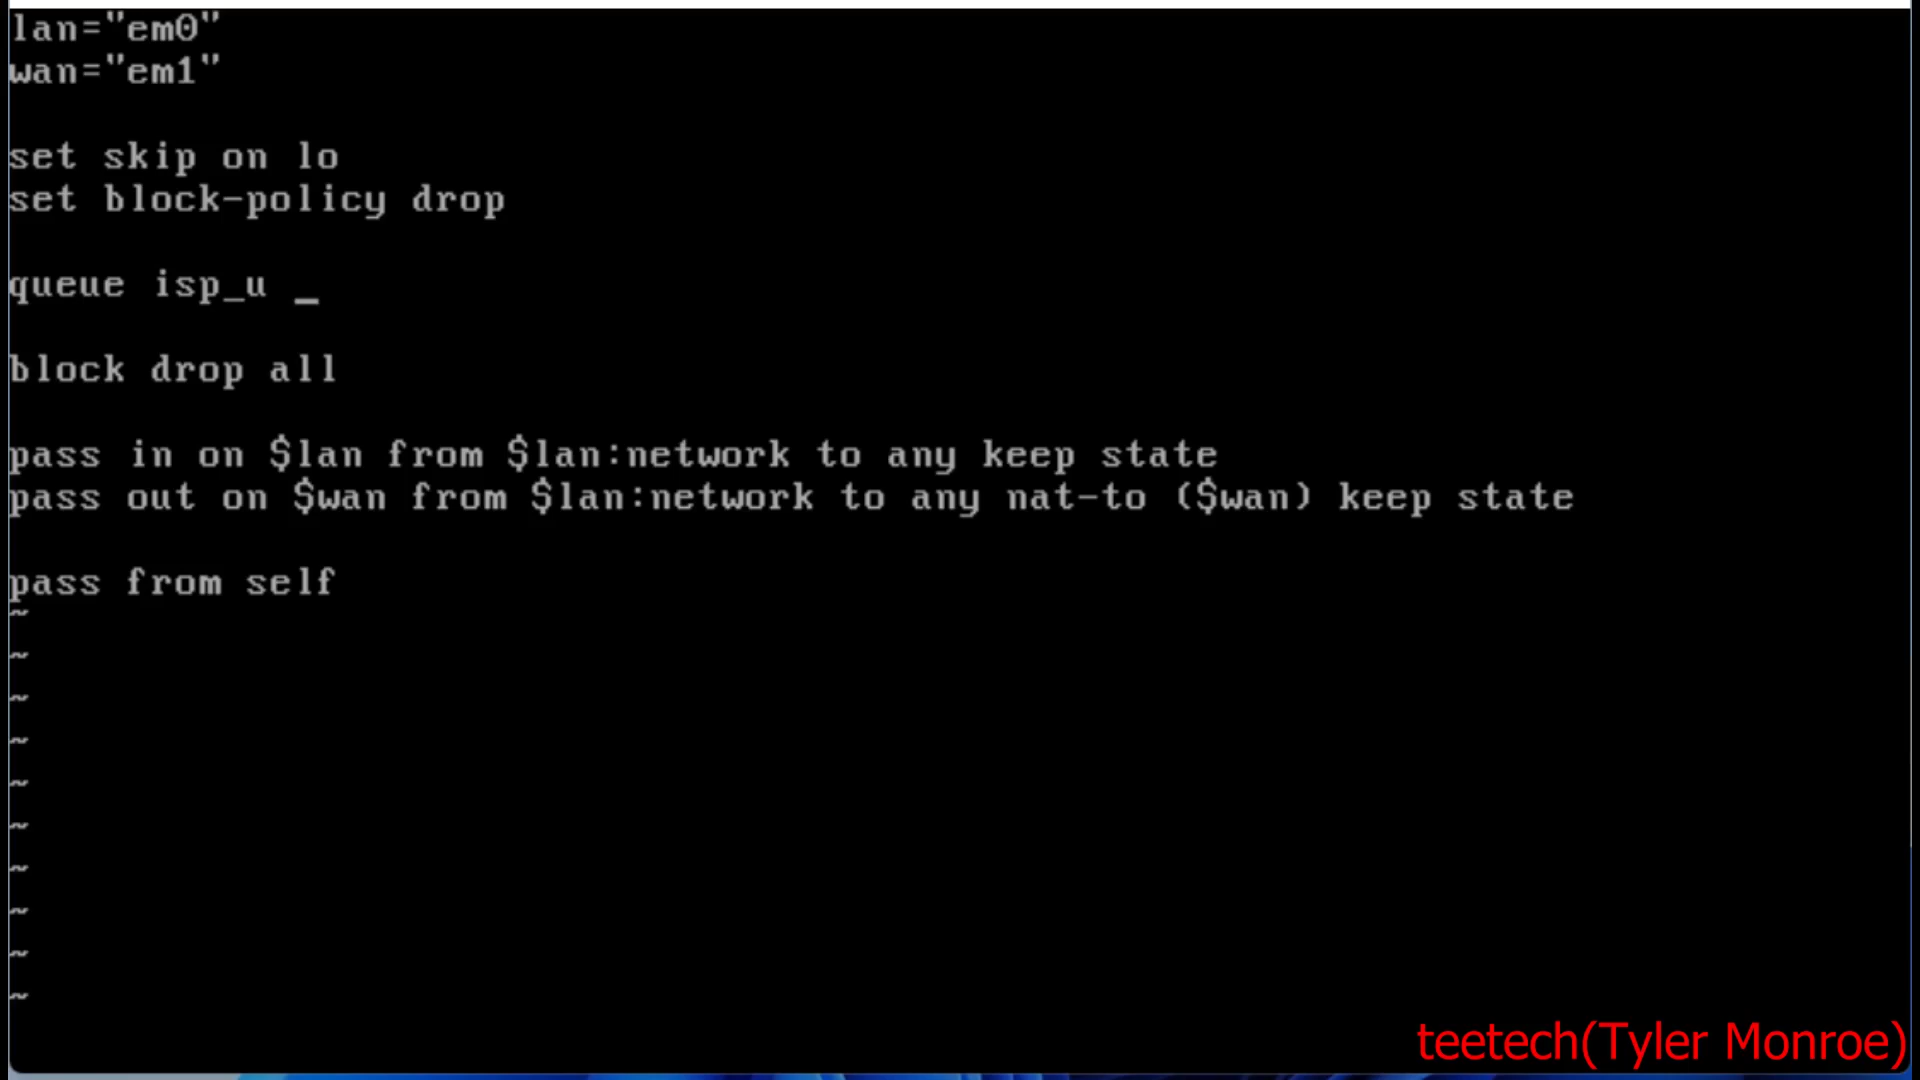 lan="em0"
wan="em1"
set skip on lo
set block-policy drop
queue isp_u _
block drop all
pass in on $lan from $lan:network to any keep state
pass out on $wan from $lan:network to any nat-to ($wan) keep state
pass from self
~
~
~
~
~
~
~
~
~
~
teetech(Tyler Monroe)